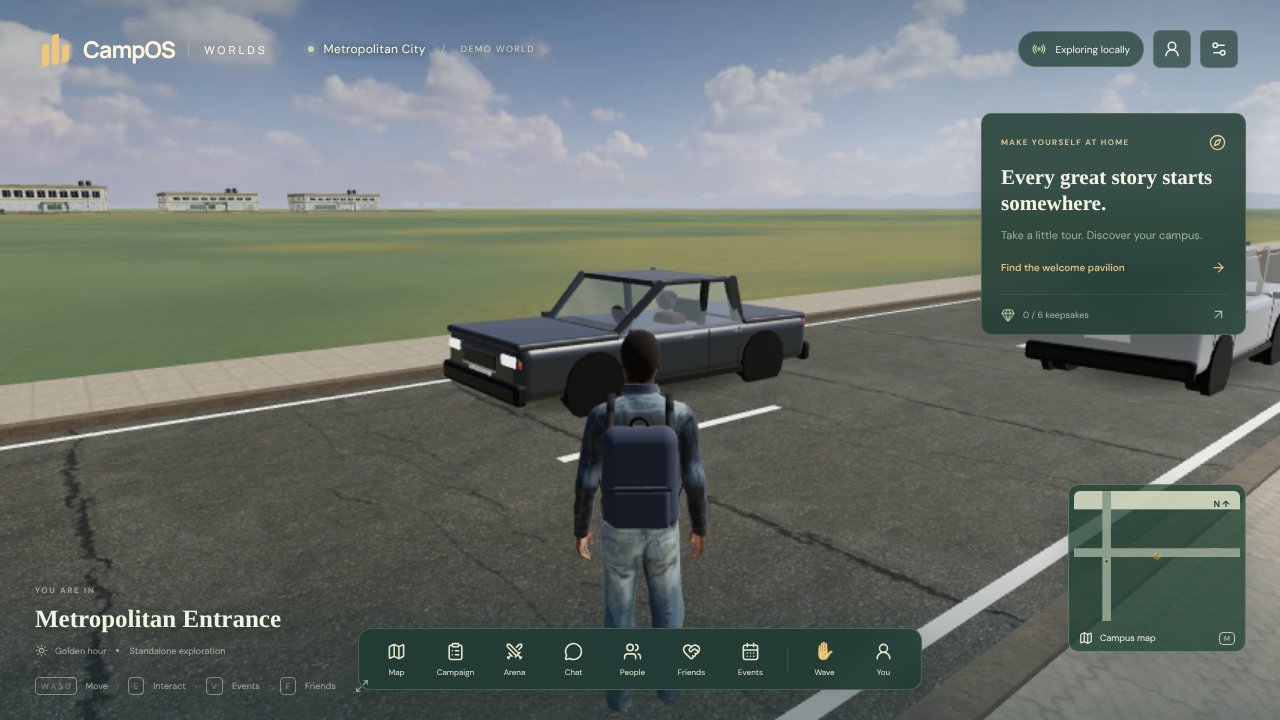 CampOS
WORLDS
Metropolitan City / DEMO WORLD
Exploring locally
MAKE YOURSELF AT HOME
Every great story starts
somewhere.
Take a little tour. Discover your campus.
Find the welcome pavilion
0 / 6 keepsakes
N
Campus map
M
YOU ARE IN
Metropolitan Entrance
Golden hour • Standalone exploration
WASD Move · E Interact · V Events · F Friends
Map
Campaign
Arena
Chat
People
Friends
Events
Wave
You